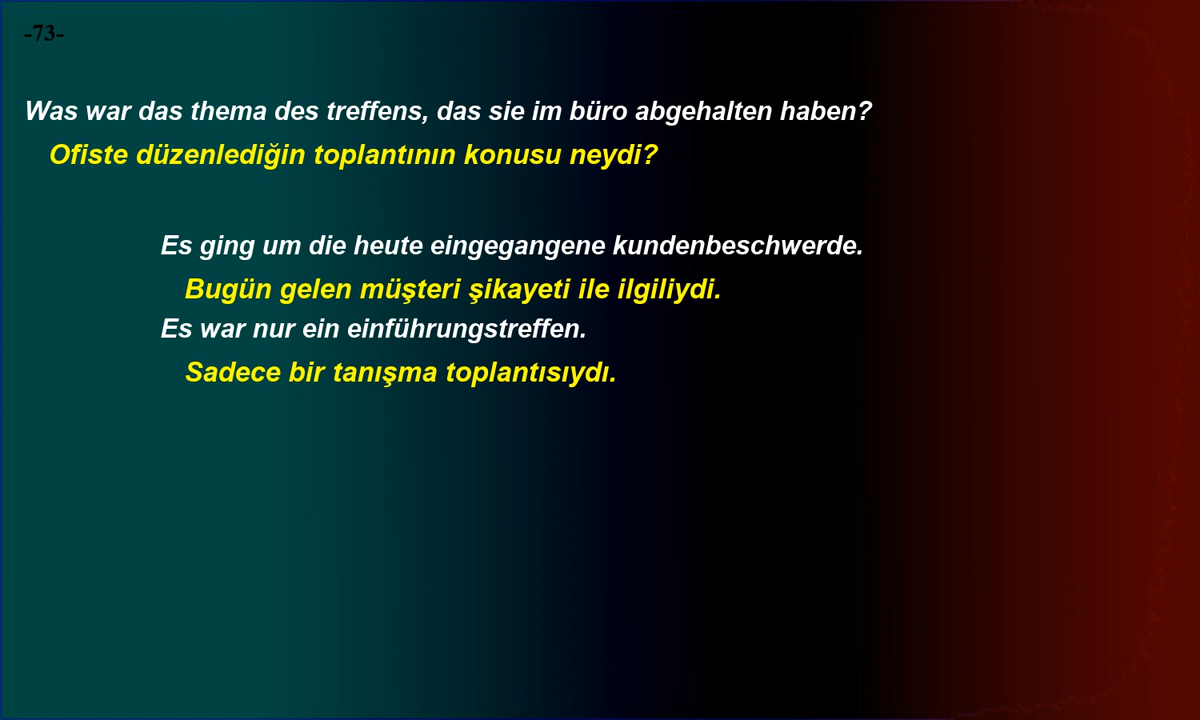 -73-
Was war das thema des treffens, das sie im büro abgehalten haben?
Ofiste düzenlediğin toplantının konusu neydi?
Es ging um die heute eingegangene kundenbeschwerde.
Bugün gelen müşteri şikayeti ile ilgiliydi.
Es war nur ein einführungstreffen.
Sadece bir tanışma toplantısıydı.